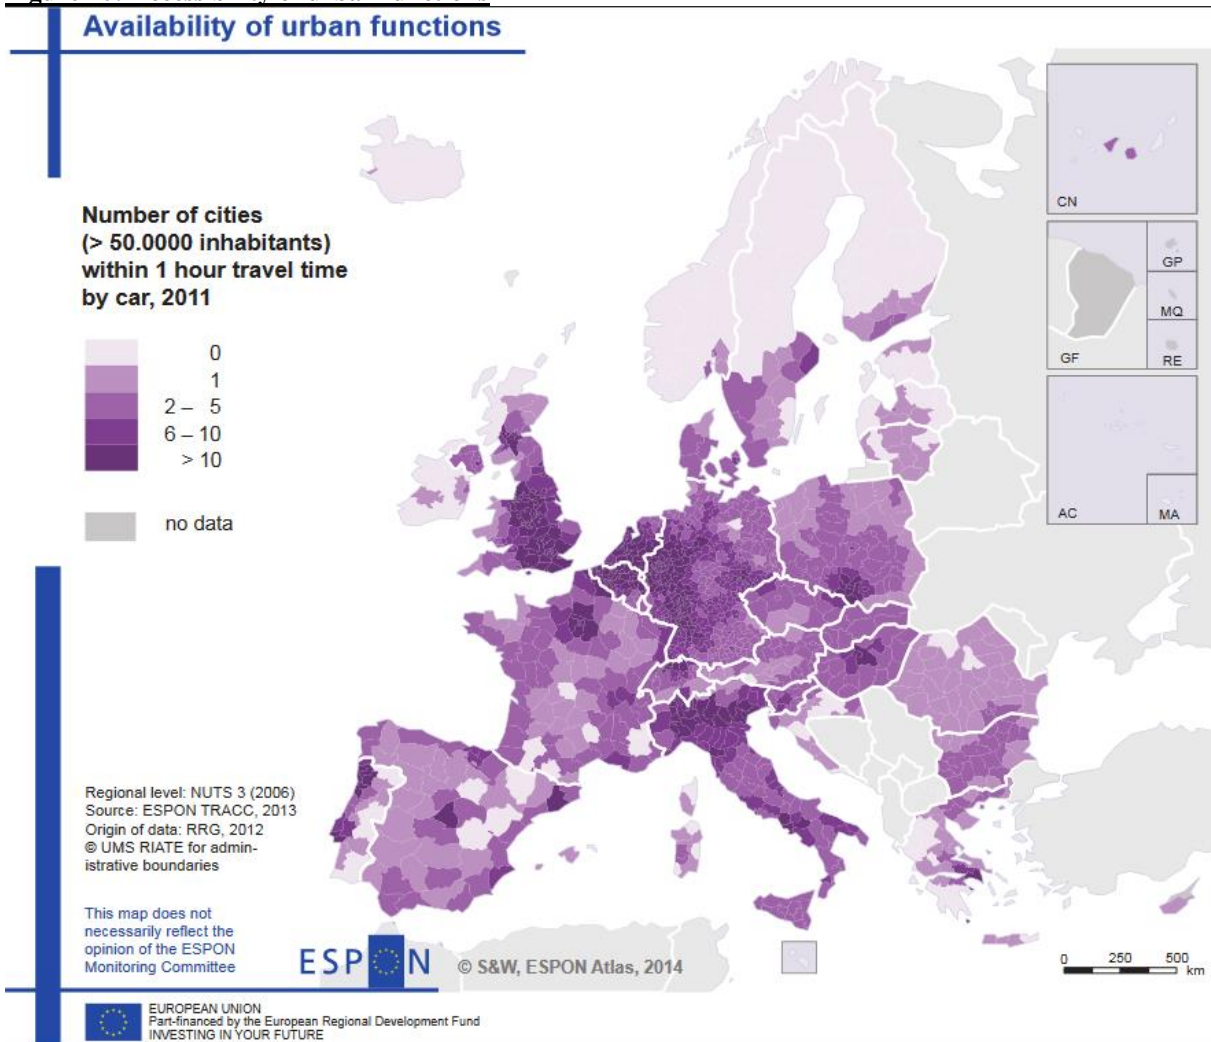 Availability of urban functions
Number of cities
(> 50.0000 inhabitants)
within 1 hour travel time
by car, 2011
0
1
2 – 5
6 – 10
> 10
no data
CN
GP
MQ
GF
RE
AC
MA
Regional level: NUTS 3 (2006)
Source: ESPON TRACC, 2013
Origin of data: RRG, 2012
© UMS RIATE for admin-
istrative boundaries
This map does not
necessarily reflect the
opinion of the ESPON
Monitoring Committee
ESPON
© S&W, ESPON Atlas, 2014
0 250 500
km
EUROPEAN UNION
Part-financed by the European Regional Development Fund
INVESTING IN YOUR FUTURE